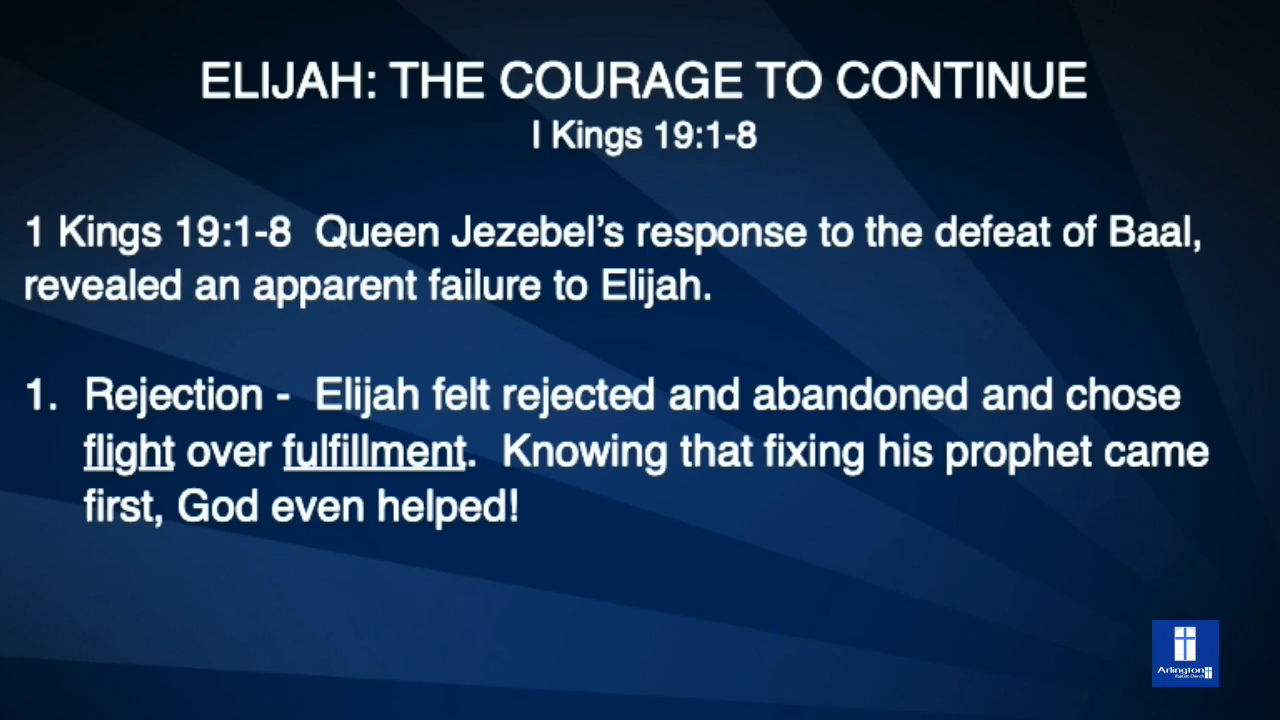 ELIJAH: THE COURAGE TO CONTINUE
I Kings 19:1-8
1 Kings 19:1-8 Queen Jezebel’s response to the defeat of Baal,
revealed an apparent failure to Elijah.
1. Rejection - Elijah felt rejected and abandoned and chose
flight over fulfillment. Knowing that fixing his prophet came
first, God even helped!
Arlington
Baptist Church